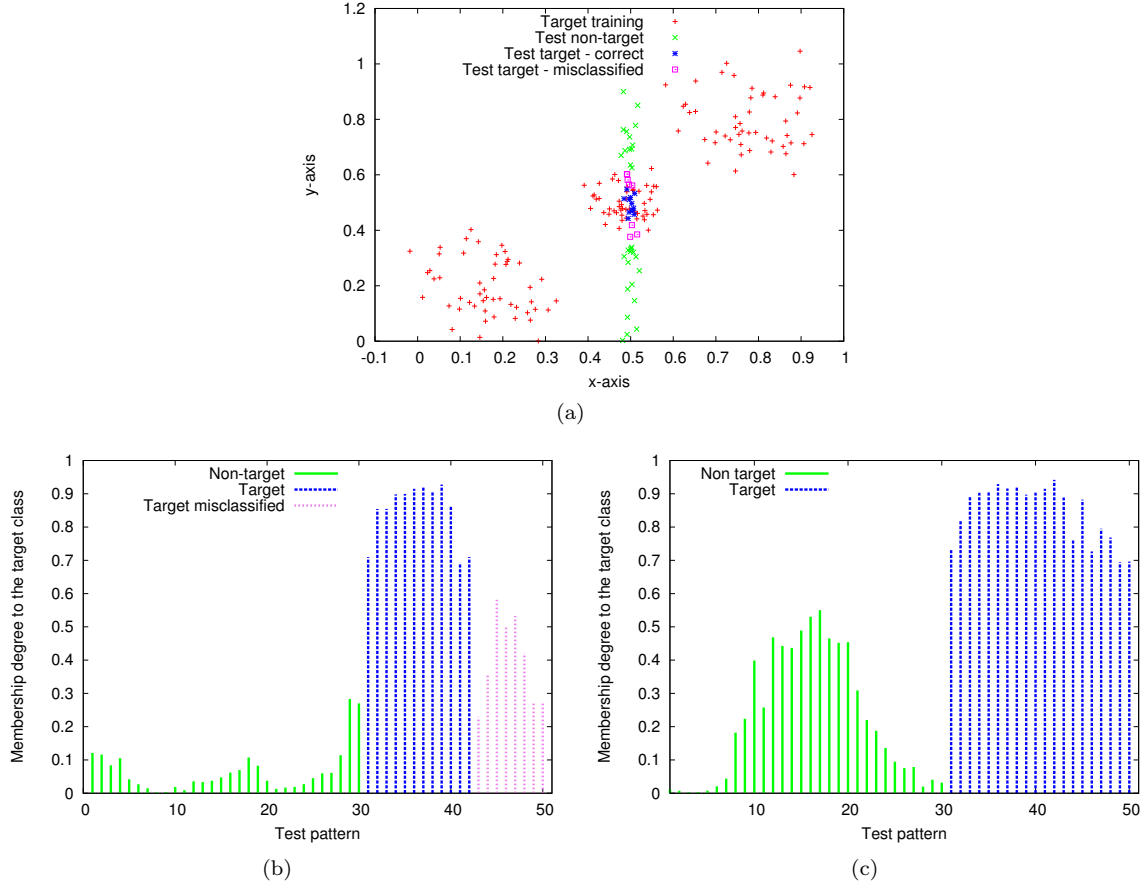 1.2
1
0.8
0.6
0.4
0.2
0
y-axis
Target training
Test non-target
Test target - correct
Test target - misclassified
-0.1 0 0.1 0.2 0.3 0.4 0.5 0.6 0.7 0.8 0.9 1
x-axis
(a)
1
0.9
0.8
0.7
0.6
0.5
0.4
0.3
0.2
0.1
0
Membership degree to the target class
Non-target
Target
Target misclassified
0 10 20 30 40 50
Test pattern
(b)
1
0.9
0.8
0.7
0.6
0.5
0.4
0.3
0.2
0.1
0
Membership degree to the target class
Non target
Target
10 20 30 40 50
Test pattern
(c)